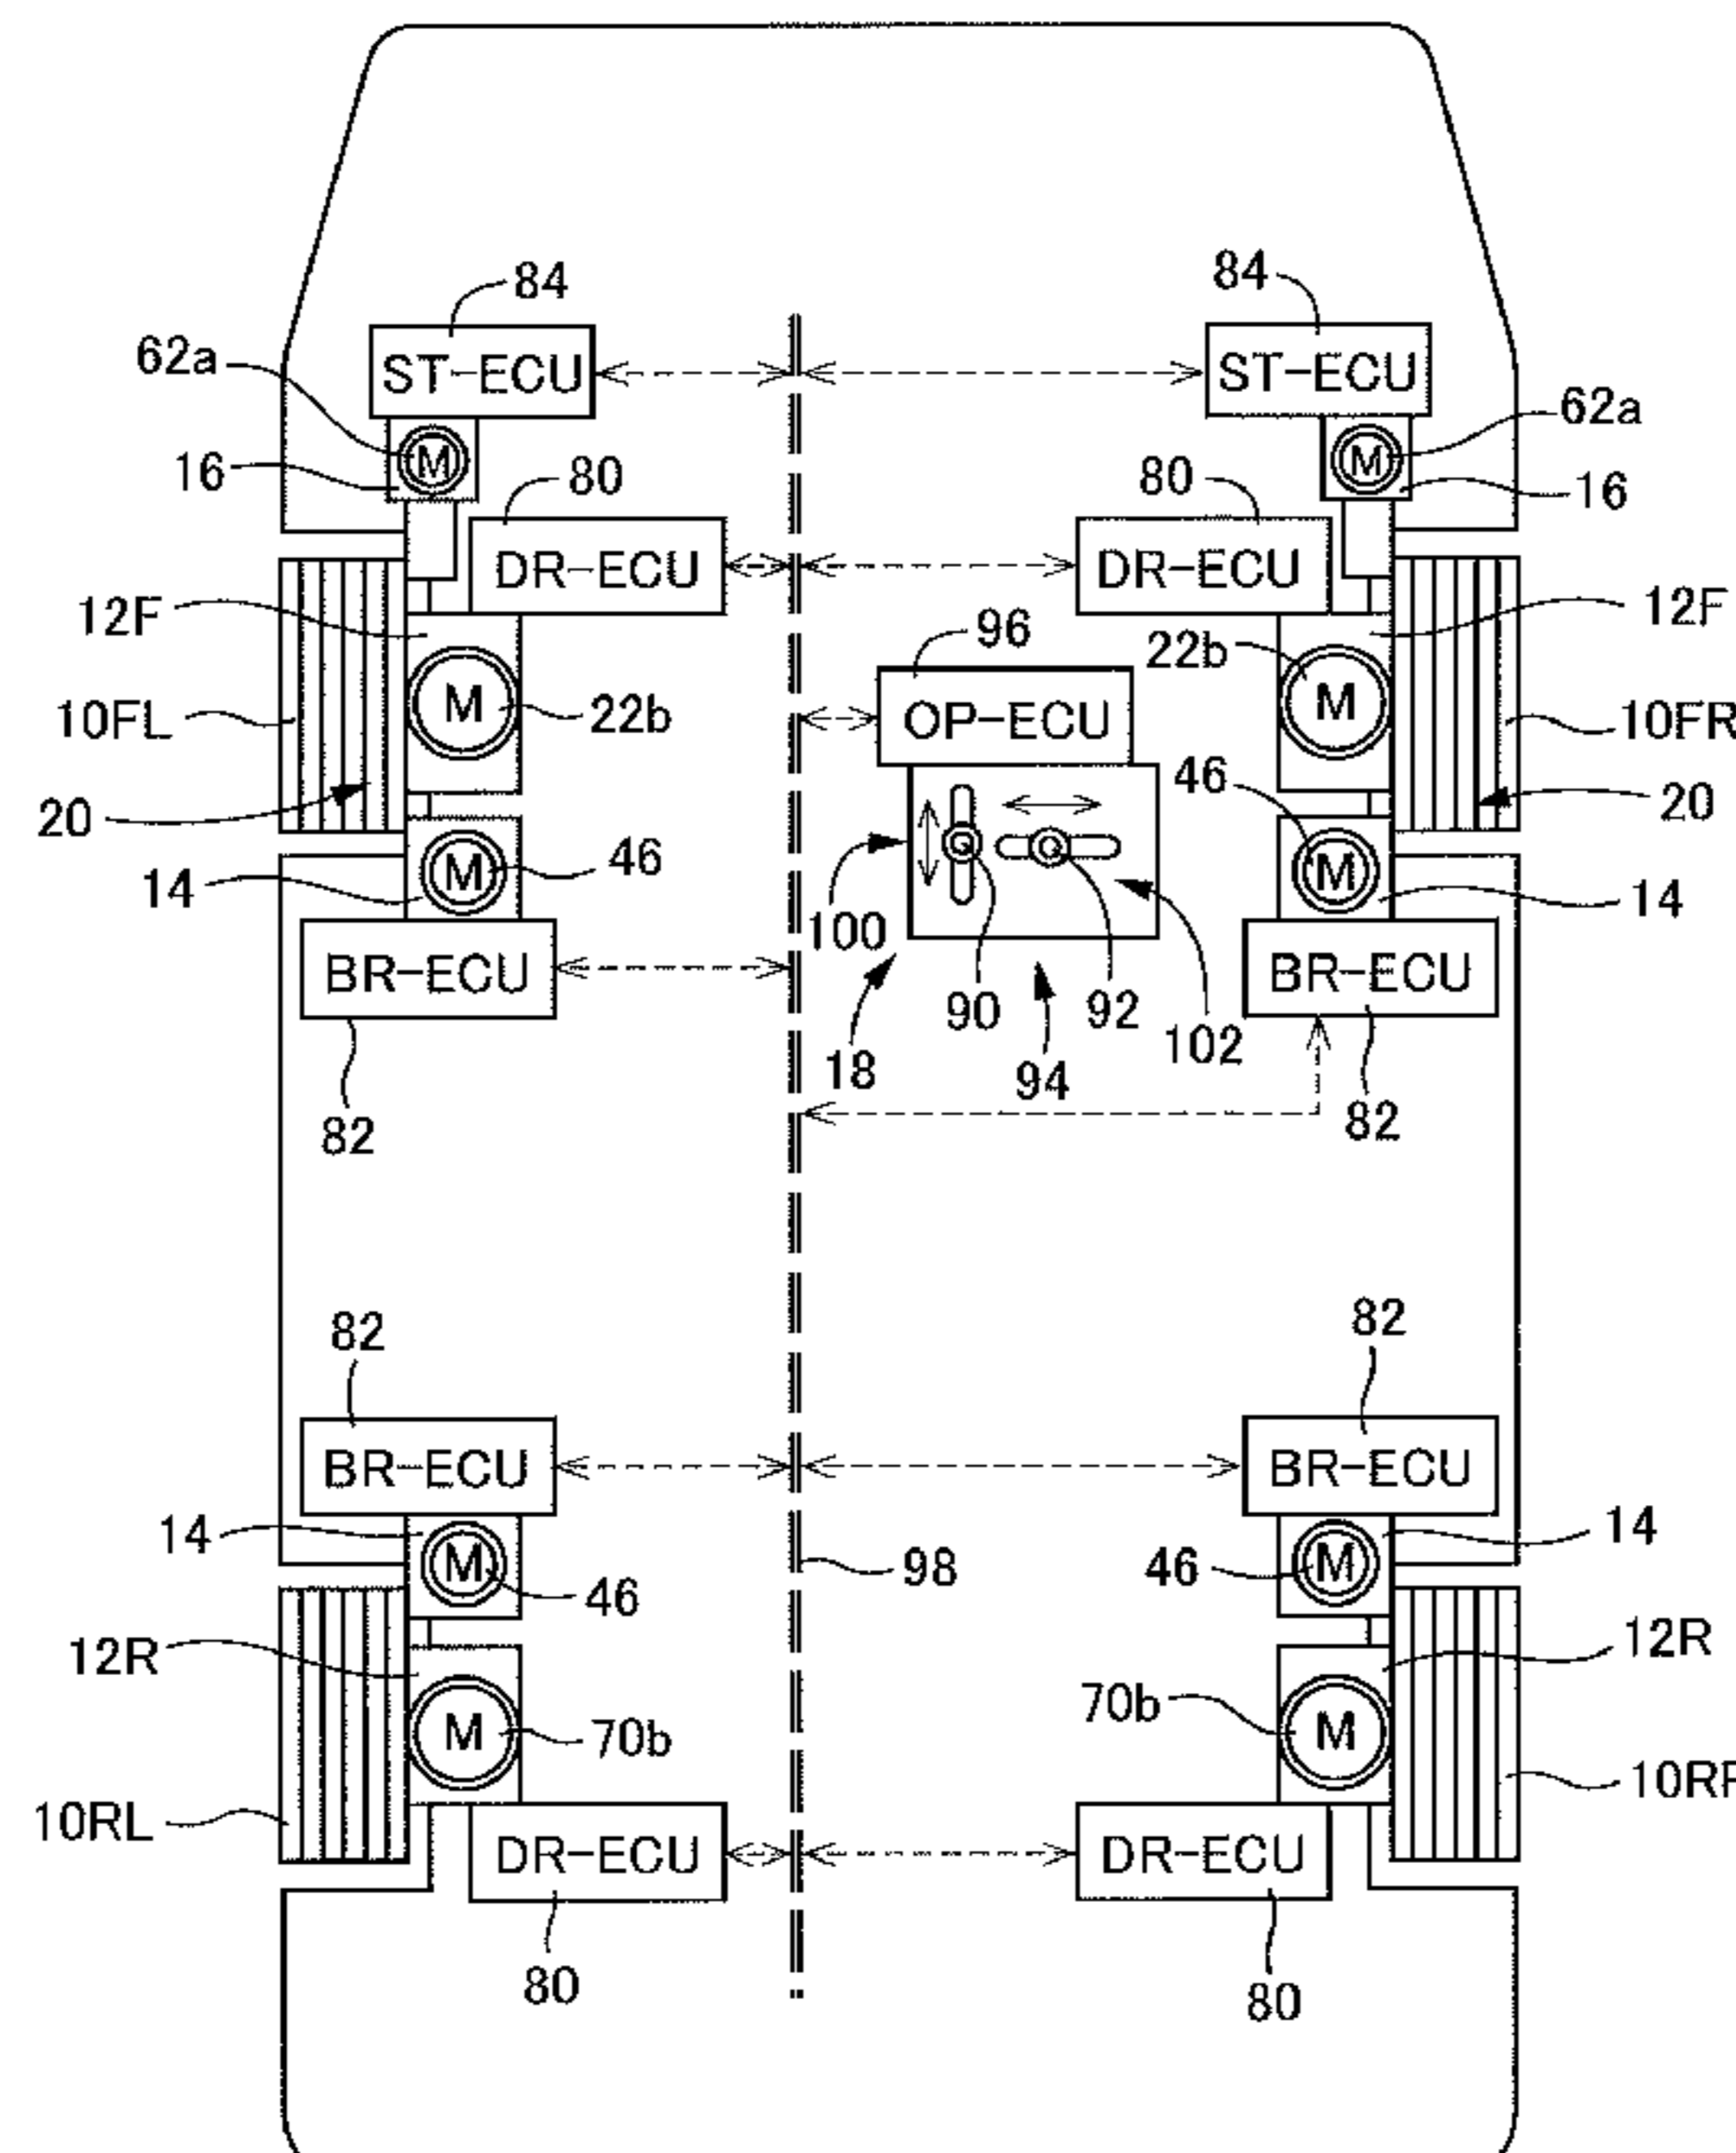 84
84
62a
ST-ECU
ST-ECU
62a
M
M
16
80
80
16
DR-ECU
DR-ECU
12F
96
22b
12F
10FL
M
22b
OP-ECU
M
10FR
20
46
20
M
46
M
14
100
14
BR-ECU
90
92
BR-ECU
102
18
94
82
82
82
82
BR-ECU
BR-ECU
14
14
M
46
98
46
M
12R
12R
70b
M
70b
M
10RL
DR-ECU
DR-ECU
80
80